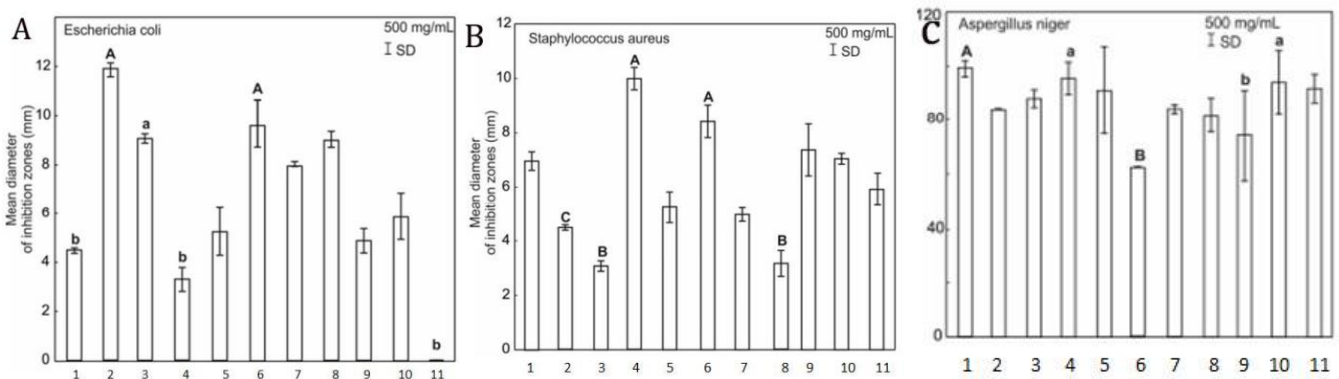 A
Escherichia coli
500 mg/mL
SD
Mean diameter
of inhibition zones (mm)
12
10
8
6
4
2
0
b
A
a
b
A
b
1 2 3 4 5 6 7 8 9 10 11
B
Staphylococcus aureus
500 mg/mL
SD
Mean diameter
of inhibition zones (mm)
12
10
8
6
4
2
0
C
B
A
A
B
1 2 3 4 5 6 7 8 9 10 11
C
Aspergillus niger
500 mg/mL
SD
120
80
40
0
A
a
B
b
a
1 2 3 4 5 6 7 8 9 10 11